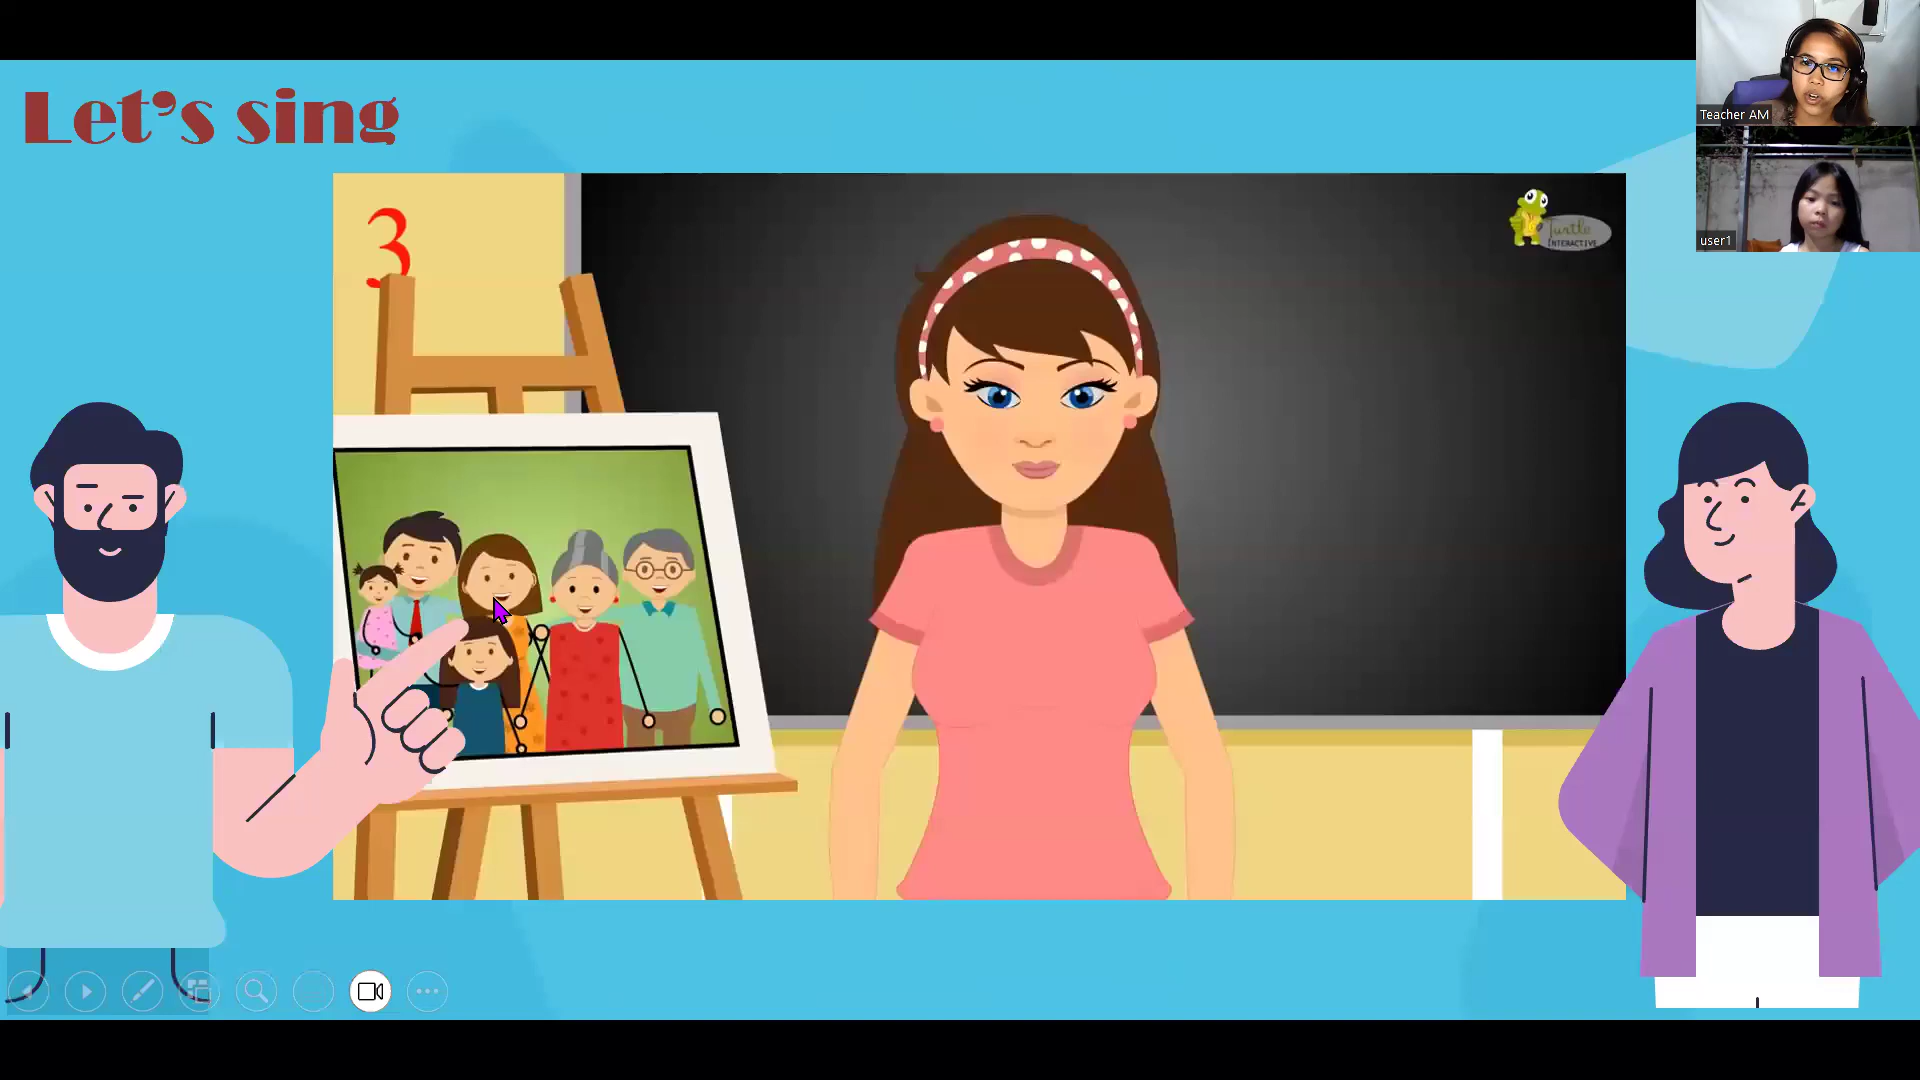 Let's sing
3
Turtle
INTERACTIVE
Teacher AM
user1